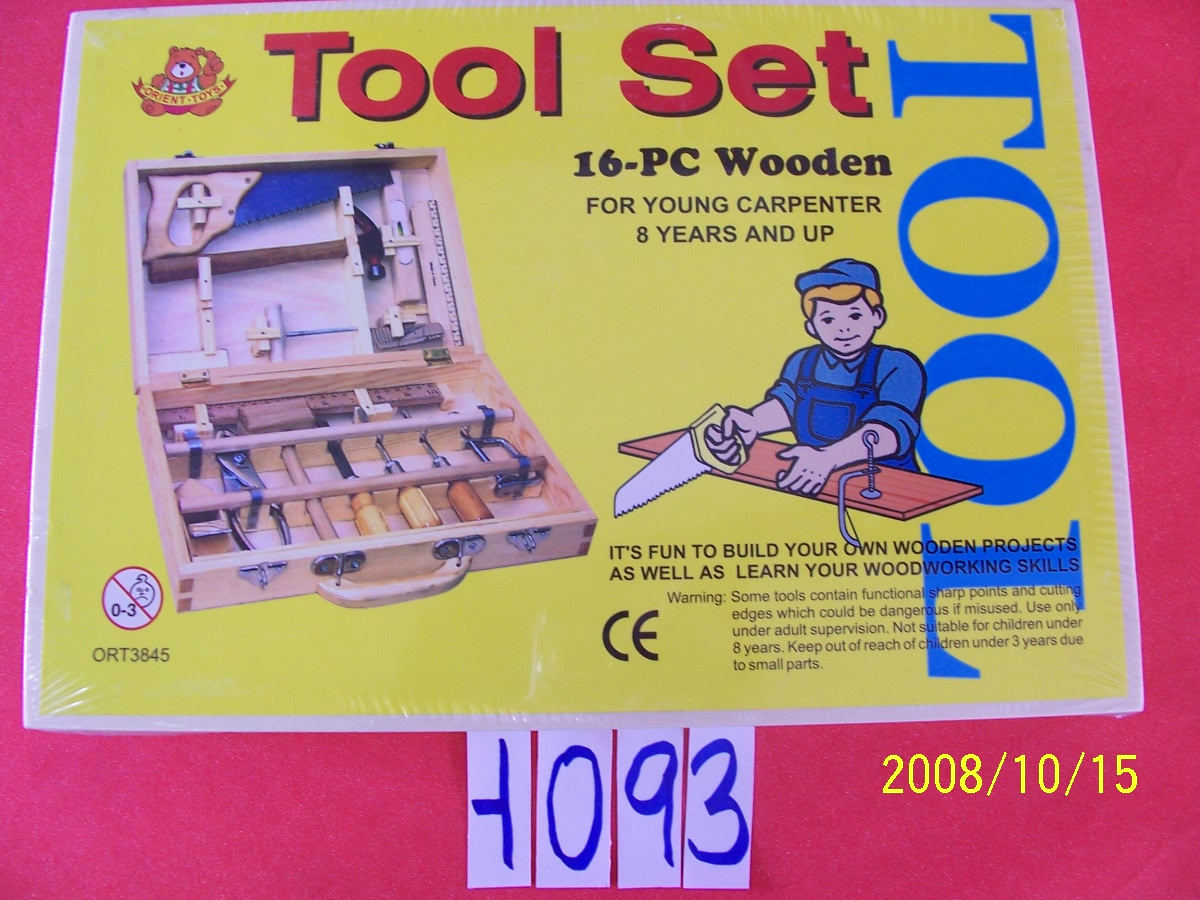 ORIENT·TOYS
Tool Set
TOOL
16-PC Wooden
FOR YOUNG CARPENTER
8 YEARS AND UP
IT'S FUN TO BUILD YOUR OWN WOODEN PROJECTS
AS WELL AS LEARN YOUR WOODWORKING SKILLS
Warning: Some tools contain functional sharp points and cutting
edges which could be dangerous if misused. Use only
under adult supervision. Not suitable for children under
8 years. Keep out of reach of children under 3 years due
to small parts.
CE
0-3
ORT3845
1093
2008/10/15